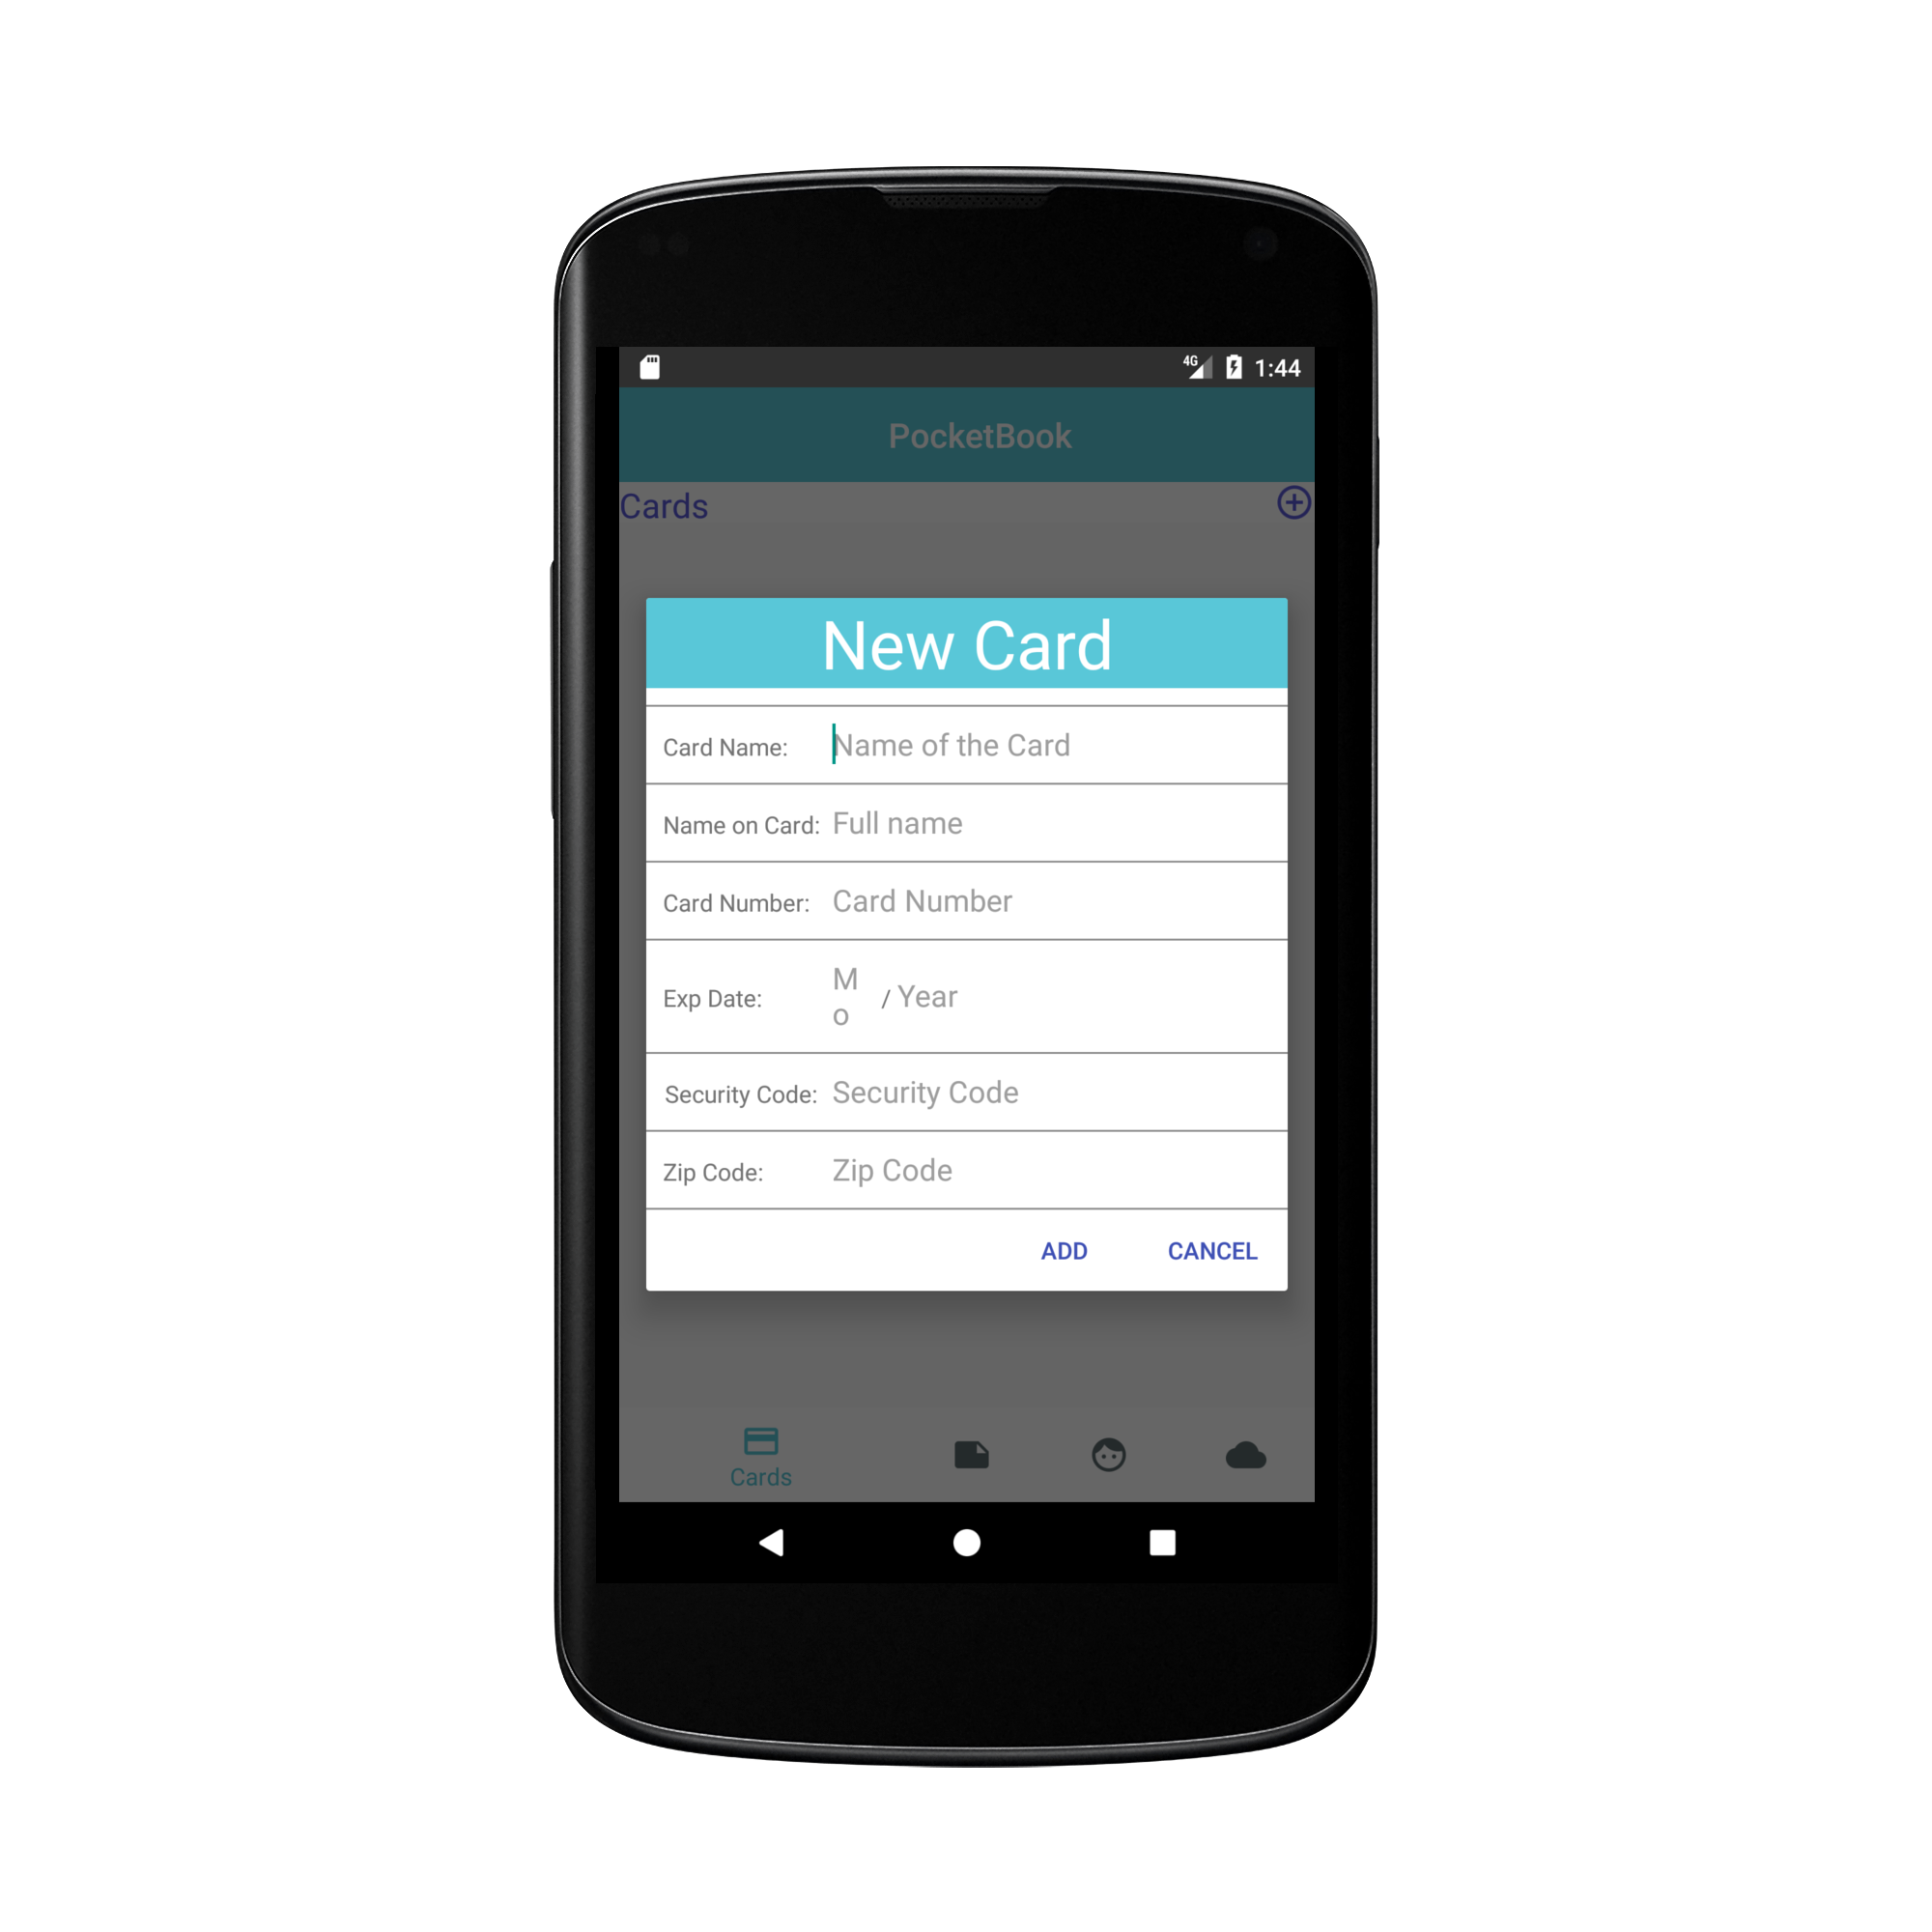 4G 1:44
PocketBook
Cards
New Card
Card Name: Name of the Card
Name on Card: Full name
Card Number: Card Number
Exp Date: M
o / Year
Security Code: Security Code
Zip Code: Zip Code
ADD CANCEL
Cards